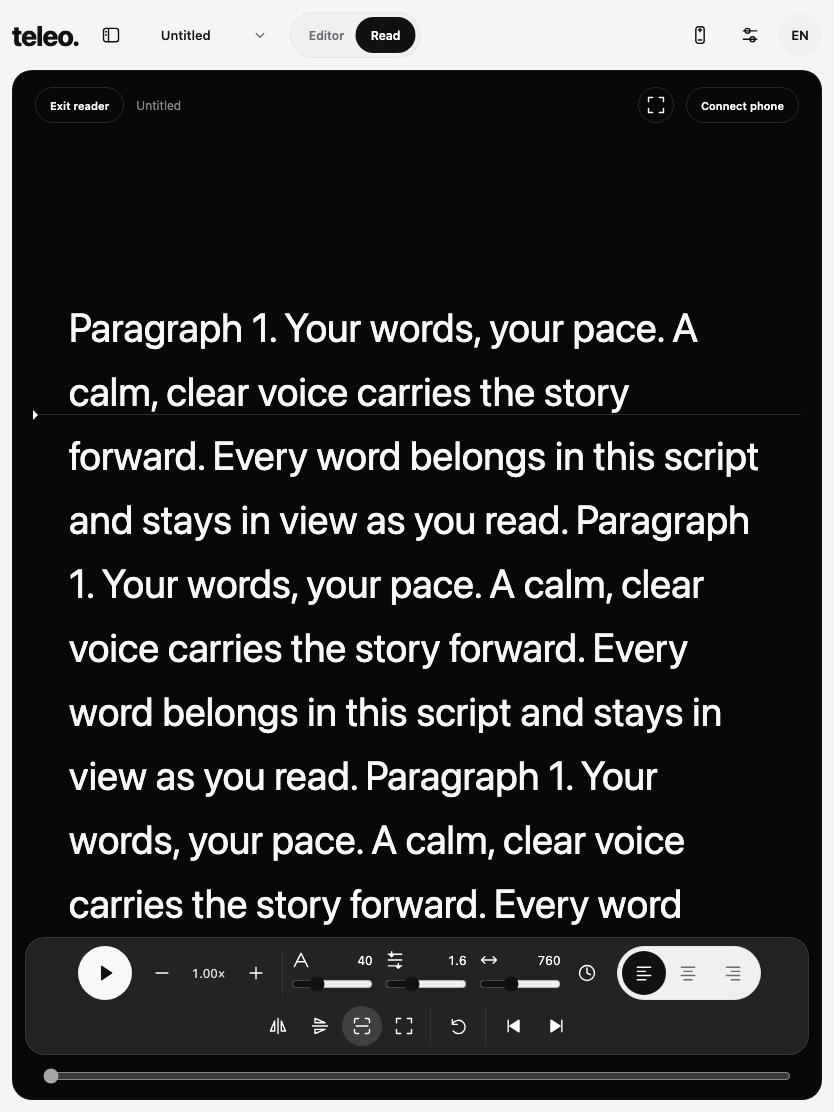 teleo.
Untitled
Editor
Read
EN
Exit reader
Untitled
Connect phone
Paragraph 1. Your words, your pace. A
calm, clear voice carries the story
forward. Every word belongs in this script
and stays in view as you read. Paragraph
1. Your words, your pace. A calm, clear
voice carries the story forward. Every
word belongs in this script and stays in
view as you read. Paragraph 1. Your
words, your pace. A calm, clear voice
carries the story forward. Every word
1.00×
40
1.6
760